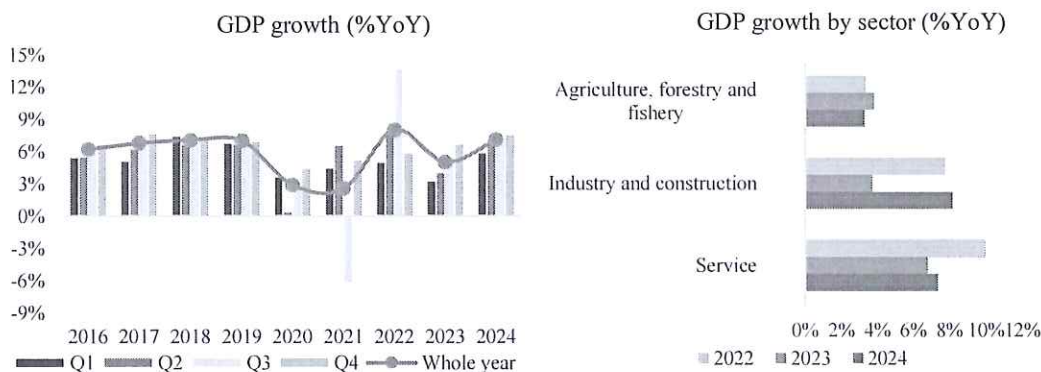 GDP growth (%YoY)
15%
12%
9%
6%
3%
0%
-3%
-6%
-9%
2016 2017 2018 2019 2020 2021 2022 2023 2024
Q1 Q2 Q3 Q4 Whole year
GDP growth by sector (%YoY)
Agriculture, forestry and
fishery
Industry and construction
Service
0% 2% 4% 6% 8% 10%12%
2022 2023 2024